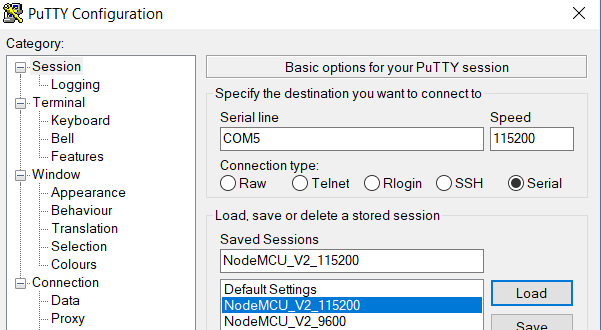 PuTTY Configuration
Category:
Session
Logging
Terminal
Keyboard
Bell
Features
Window
Appearance
Behaviour
Translation
Selection
Colours
Connection
Data
Proxy
Basic options for your PuTTY session
Specify the destination you want to connect to
Serial line Speed
COM5 115200
Connection type:
Raw Telnet Rlogin SSH Serial
Load, save or delete a stored session
Saved Sessions
NodeMCU_V2_115200
Default Settings
NodeMCU_V2_115200
NodeMCU_V2_9600
Load
Save